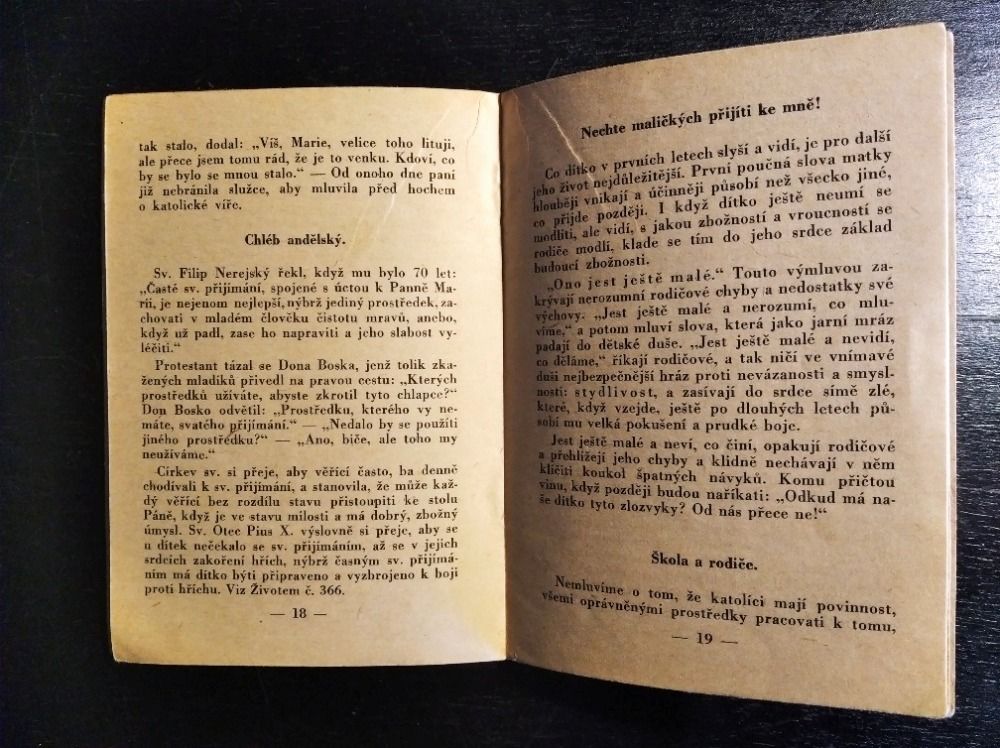 tak stalo, dodal: „Víš, Marie, velice toho lituji,
ale přece jsem tomu rád, že je to venku. Kdoví, co
by se bylo se mnou stalo.“ — Od onoho dne paní
již nebránila služce, aby mluvila před hochem
o katolické víře.
Chléb andělský.
Sv. Filip Nerejský řekl, když mu bylo 70 let:
“Časté sv. přijímání, spojené s úctou k Panně Ma-
rii, je nejenom nejlepší, nýbrž jediný prostředek, za-
chovati v mladém člověčku čistotu mravů, anebo,
když už padl, zase ho napraviti a jeho slabost vy-
léčiti.“
Protestant tázal se Dona Boska, jenž tolik zka-
žených mladiků přivedl na pravou cestu: „Kterých
prostředků užíváte, abyste zkrotil tyto chlapce?“
Don Bosko odvětil: „Prostředku, kterého vy ne-
máte, svatého přijímání.“ — „Nedalo by se použíti
jiného prostředku?“ — „Ano, biče, ale toho my
neužíváme.“
Církev sv. si přeje, aby věřící často, ba denně
chodívali k sv. přijímání, a stanovila, že může kaž-
dý věřící bez rozdílu stavu přistoupiti ke stolu
Páně, když je ve stavu milosti a má dobrý, zbožný
úmysl. Sv. Otec Pius X. výslovně si přeje, aby se
u dítek nečekalo se sv. přijímáním, až se v jejich
srdcích zakoření hřích, nýbrž časným sv. přijímá-
ním má dítko býti připraveno a vyzbrojeno k boji
proti hříchu. Viz Životem č. 366.
— 18 —
Nechte maličkých přijíti ke mně!
Co dítko v prvních letech slyší a vidí, je pro další
jeho život nejdůležitější. První poučná slova matky
hlouběji vnikají a účinněji působí než všecko jiné,
co přijde později. I když dítko ještě neumí se
modliti, ale vidí, s jakou zbožností a vroucností se
rodiče modlí, klade se tím do jeho srdce základ
budoucí zbožnosti.
„Ono jest ještě malé.“ Touto výmluvou za-
krývají nerozumní rodičové chyby a nedostatky své
výchovy. „Jest ještě malé a nerozumí, co mlu-
víme,“ a potom mluví slova, která jako jarní mráz
padají do dětské duše. „Jest ještě malé a nevidí,
co děláme,“ říkají rodičové, a tak ničí ve vnímavé
duši nejbezpečnější hráz proti nevázanosti a smysl-
nosti: stydlivost, a zasívají do srdce símě zlé,
které, když vzejde, ještě po dlouhých letech pů-
sobí mu velká pokušení a prudké boje.
Jest ještě malé a neví, co činí, opakují rodičové
a přehlížejí jeho chyby a klidně nechávají v něm
klíčiti koukol špatných návyků. Komu přičtou
vinu, když později budou naříkati: „Odkud má na-
še dítko tyto zlozvyky? Od nás přece ne!“
Škola a rodiče.
Nemluvíme o tom, že katolíci mají povinnost,
všemi oprávněnými prostředky pracovati k tomu,
— 19 —